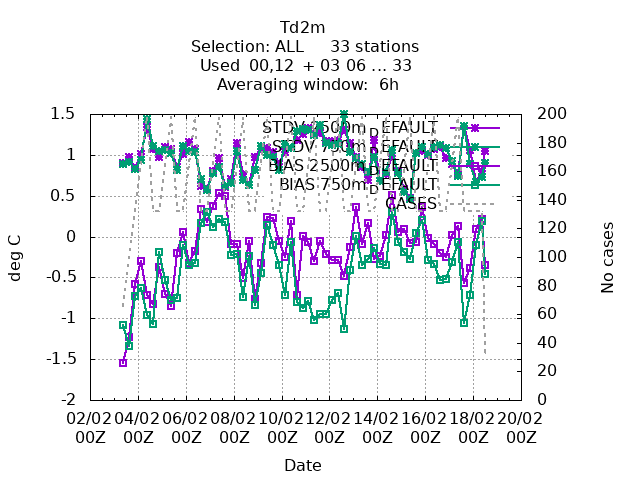 Td2m
Selection: ALL 33 stations
Used 00,12 + 03 06 ... 33
Averaging window: 6h
1.5
1
0.5
0
-0.5
-1
-1.5
-2
deg C
STDV 2500m_DEFAULT
STDV 750m_DEFAULT
BIAS 2500m_DEFAULT
BIAS 750m_DEFAULT
CASES
200
180
160
140
120
100
80
60
40
20
0
No cases
02/02 04/02 06/02 08/02 10/02 12/02 14/02 16/02 18/02 20/02
00Z 00Z 00Z 00Z 00Z 00Z 00Z 00Z 00Z 00Z
Date